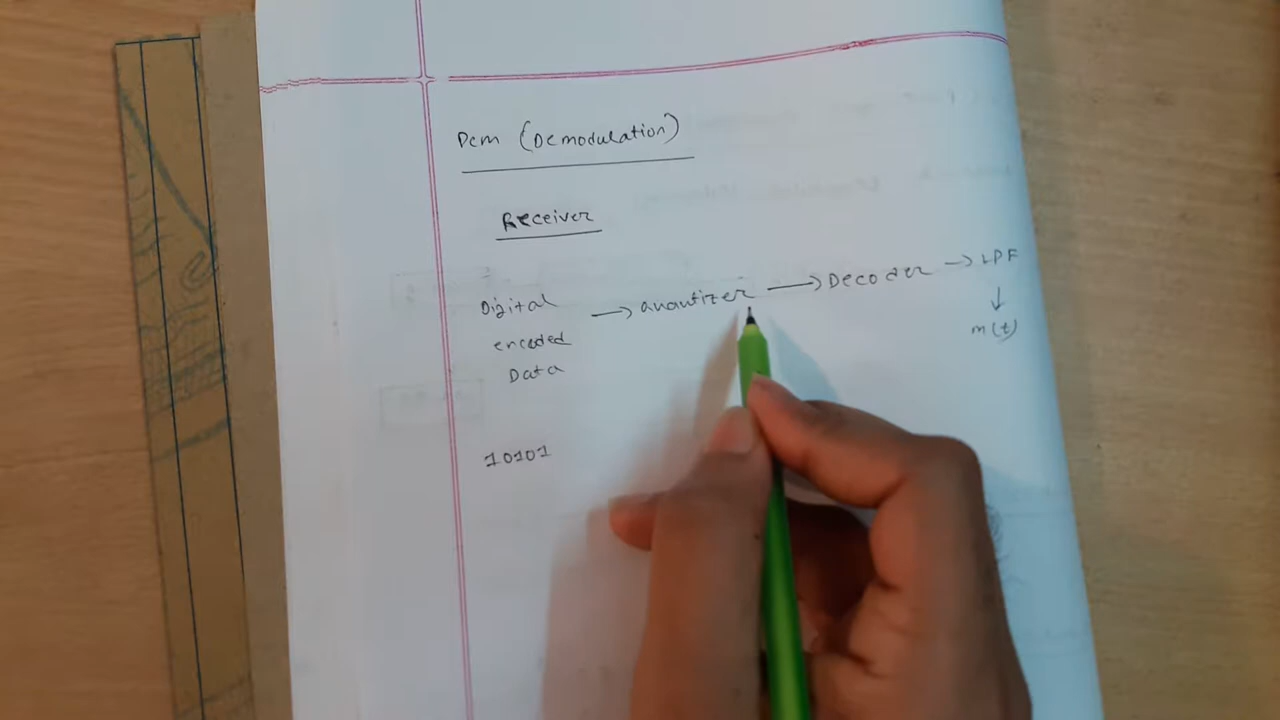 Pcm (Demodulation)
Receiver
Digital → Quantizer → Decoder → LPF
encoded
Data
↓
m(t)
10101